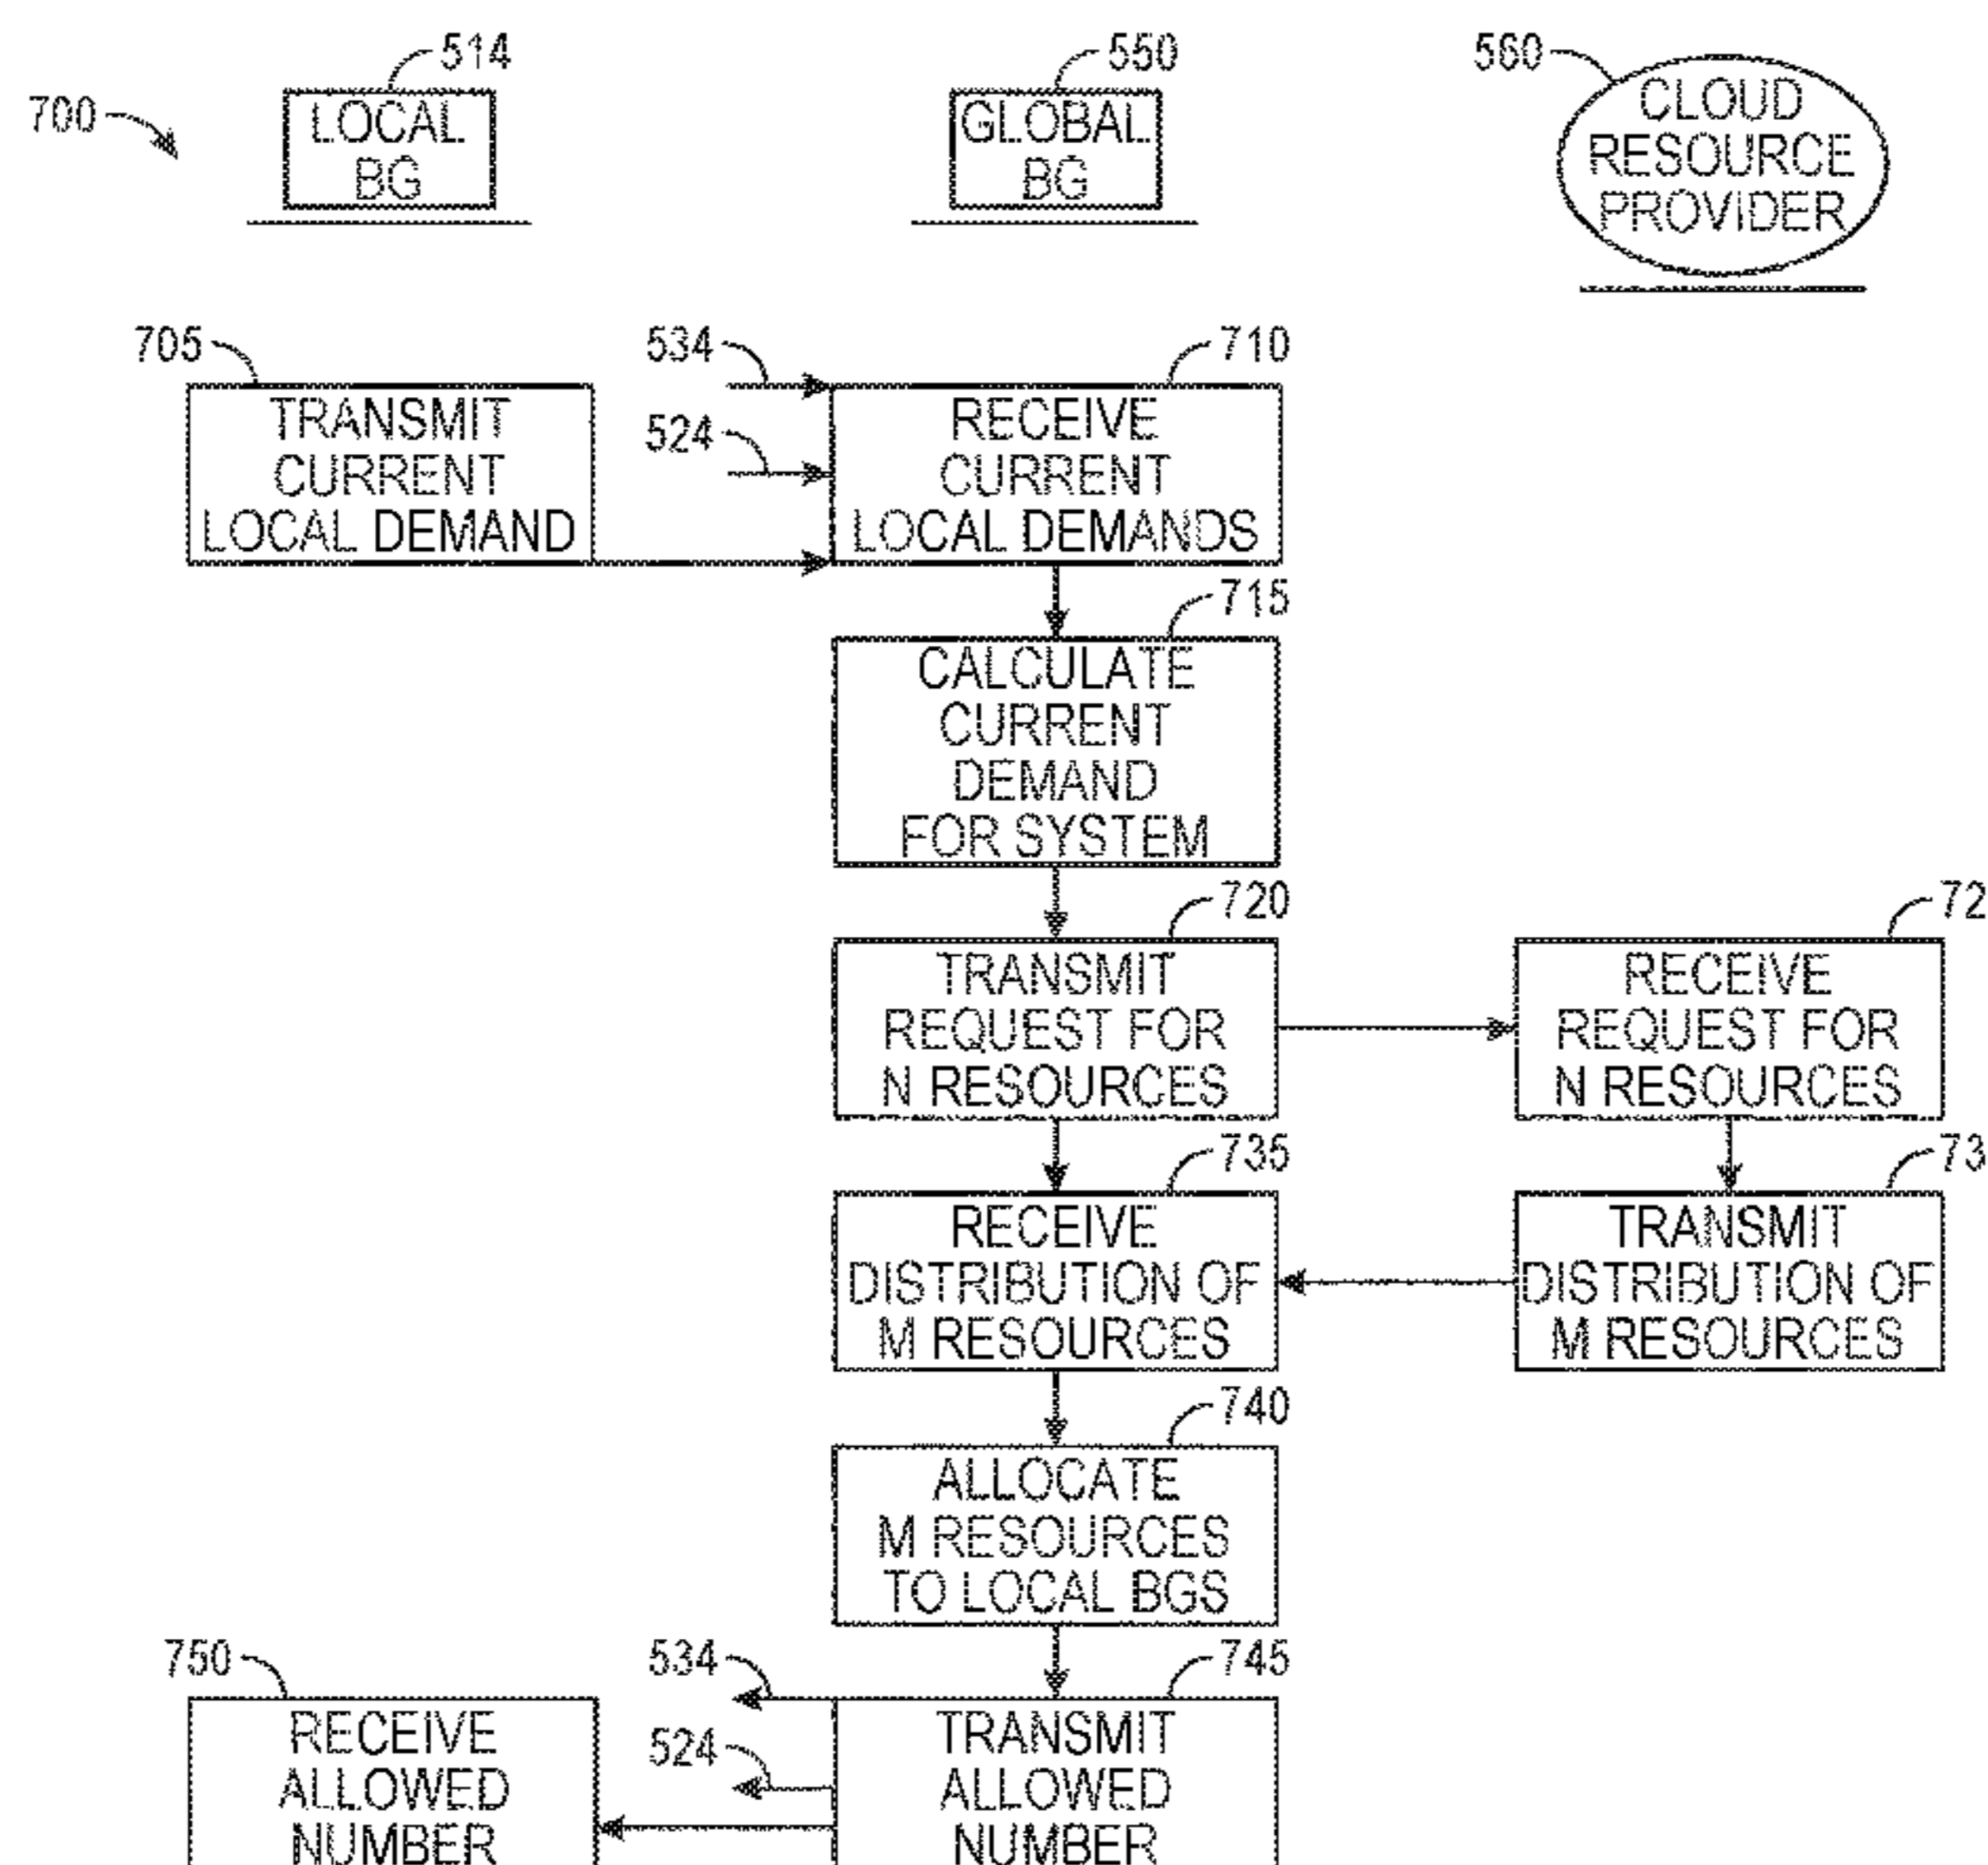 700
514
LOCAL
BG
550
GLOBAL
BG
560
CLOUD
RESOURCE
PROVIDER
705
TRANSMIT
CURRENT
LOCAL DEMAND
534
524
710
RECEIVE
CURRENT
LOCAL DEMANDS
715
CALCULATE
CURRENT
DEMAND
FOR SYSTEM
720
TRANSMIT
REQUEST FOR
N RESOURCES
72
RECEIVE
REQUEST FOR
N RESOURCES
735
RECEIVE
DISTRIBUTION OF
M RESOURCES
73
TRANSMIT
DISTRIBUTION OF
M RESOURCES
740
ALLOCATE
M RESOURCES
TO LOCAL BGS
750
RECEIVE
ALLOWED
NUMBER
534
524
745
TRANSMIT
ALLOWED
NUMBER